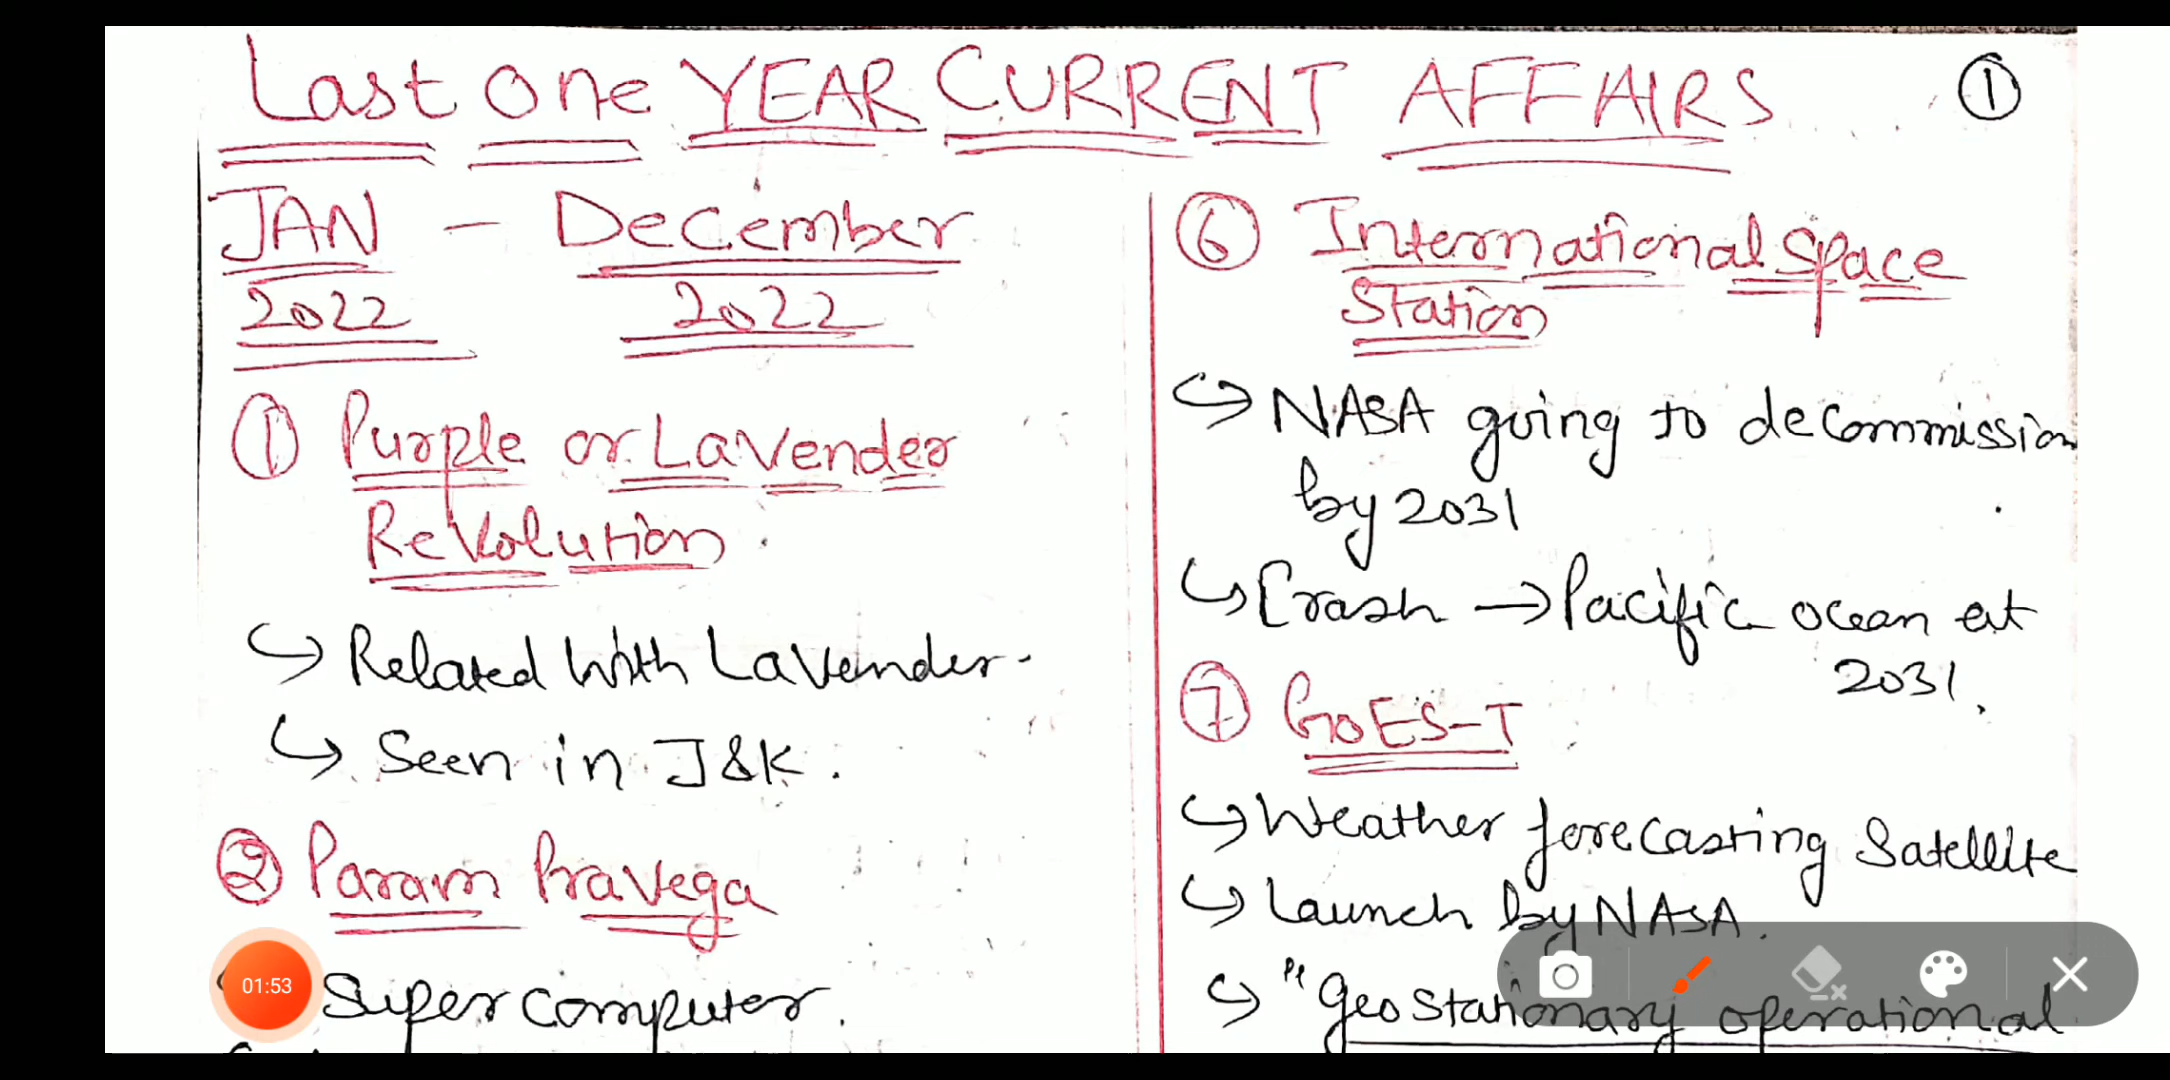 Last One YEAR CURRENT AFFAIRS ①
JAN - December
2022 2022
① Purple or Lavender
Revolution
↪ Related With Lavender.
↪ Seen in J&K.
② Param Pravega
Super computer.
⑥ International Space
Station
↪ NASA going to decommission
by 2031
↪ Crash → Pacific ocean at
2031.
⑦ GOES-T
↪ Weather forecasting Satellite
↪ Launch by NASA.
↪ "Geo Stationary operational
01:53